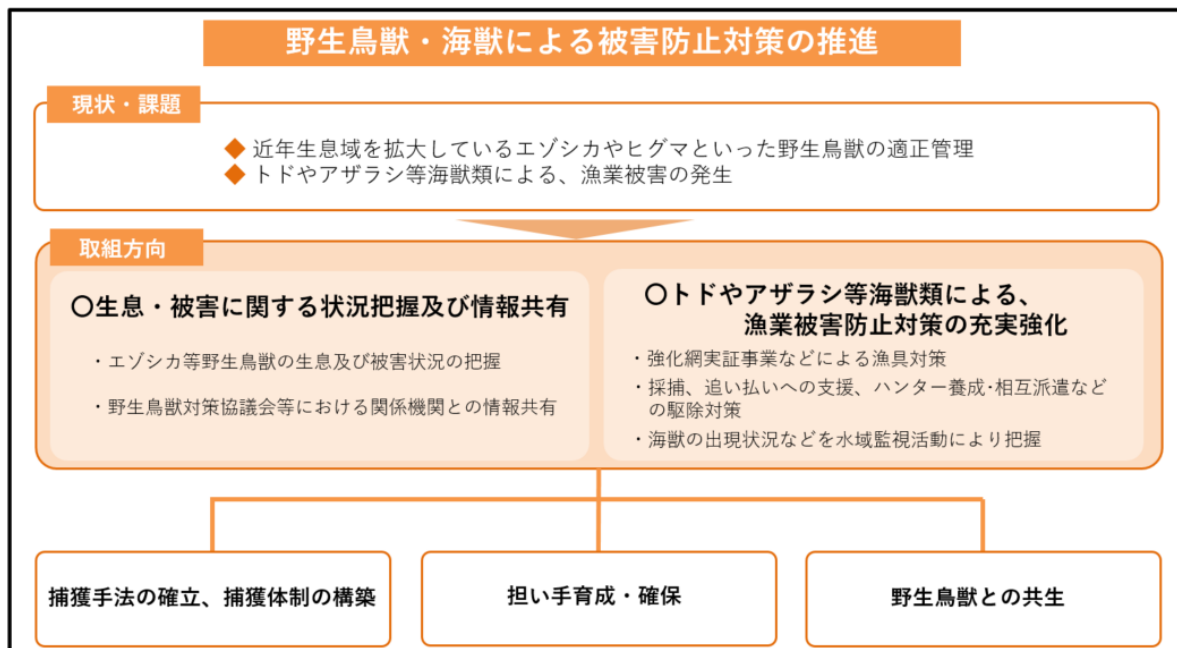 野生鳥獣・海獣による被害防止対策の推進
現状・課題
◆ 近年生息域を拡大しているエゾシカやヒグマといった野生鳥獣の適正管理
◆ トドやアザラシ等海獣類による、漁業被害の発生
取組方向
〇生息・被害に関する状況把握及び情報共有
・エゾシカ等野生鳥獣の生息及び被害状況の把握
・野生鳥獣対策協議会等における関係機関との情報共有
〇トドやアザラシ等海獣類による、
漁業被害防止対策の充実強化
・強化網実証事業などによる漁具対策
・採捕、追い払いへの支援、ハンター養成・相互派遣など
の駆除対策
・海獣の出現状況などを水域監視活動により把握
捕獲手法の確立、捕獲体制の構築
担い手育成・確保
野生鳥獣との共生